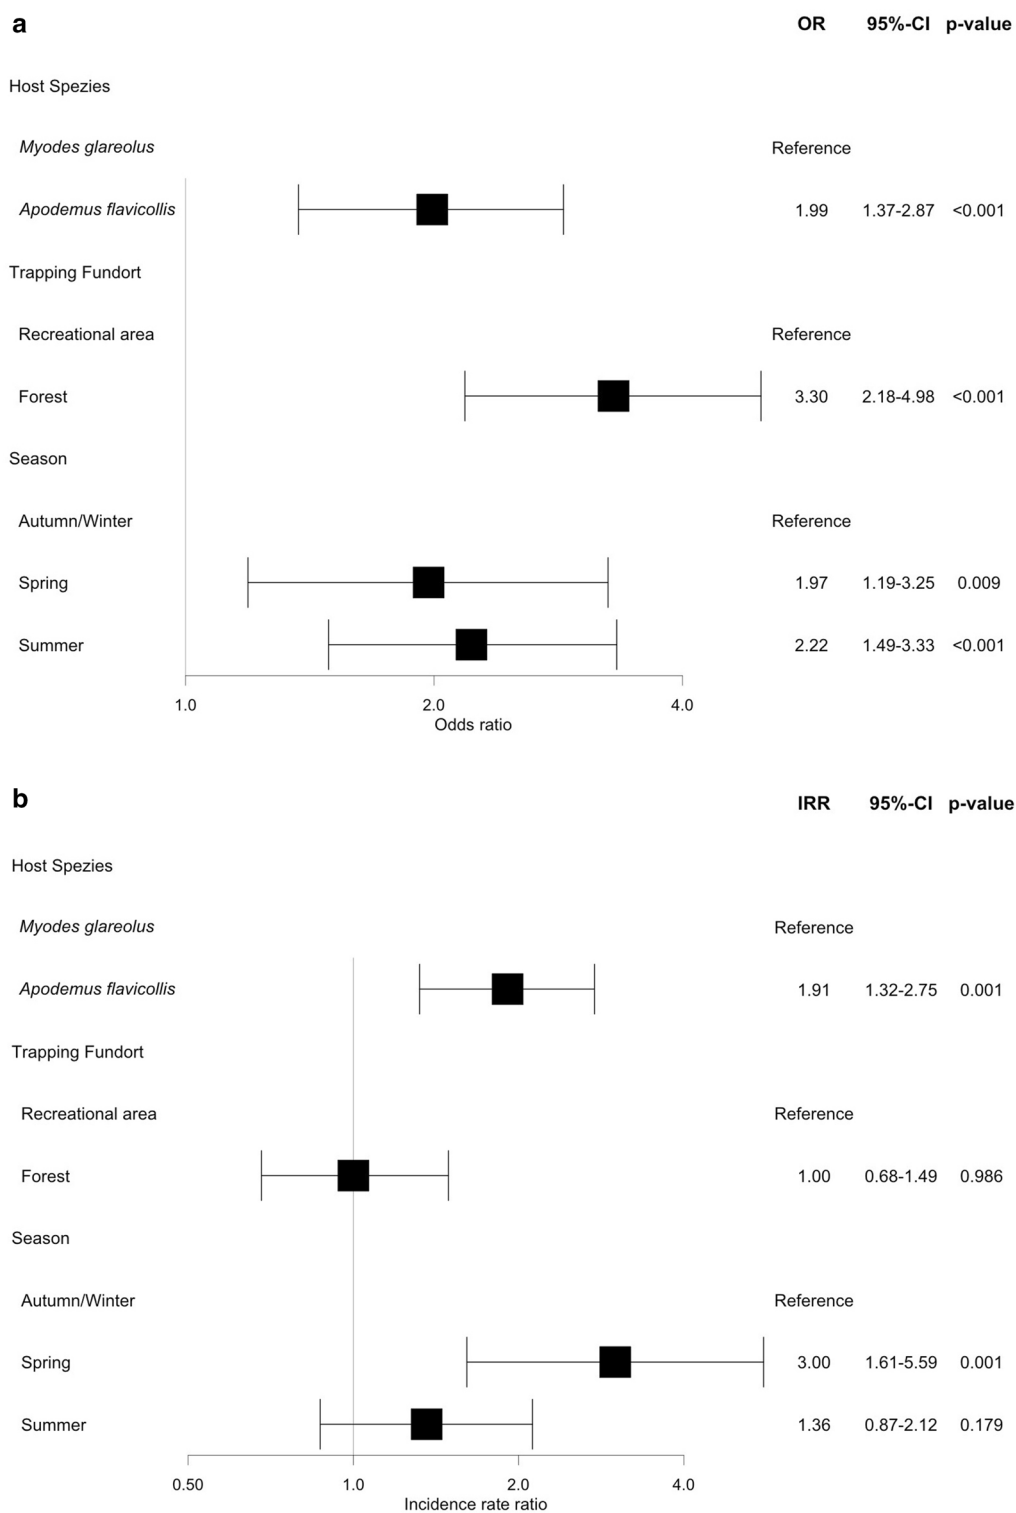 a
OR 95%-CI p-value
Host Spezies
Myodes glareolus Reference
Apodemus flavicollis 1.99 1.37-2.87 <0.001
Trapping Fundort
Recreational area Reference
Forest 3.30 2.18-4.98 <0.001
Season
Autumn/Winter Reference
Spring 1.97 1.19-3.25 0.009
Summer 2.22 1.49-3.33 <0.001
1.0 2.0 4.0
Odds ratio
b
IRR 95%-CI p-value
Host Spezies
Myodes glareolus Reference
Apodemus flavicollis 1.91 1.32-2.75 0.001
Trapping Fundort
Recreational area Reference
Forest 1.00 0.68-1.49 0.986
Season
Autumn/Winter Reference
Spring 3.00 1.61-5.59 0.001
Summer 1.36 0.87-2.12 0.179
0.50 1.0 2.0 4.0
Incidence rate ratio